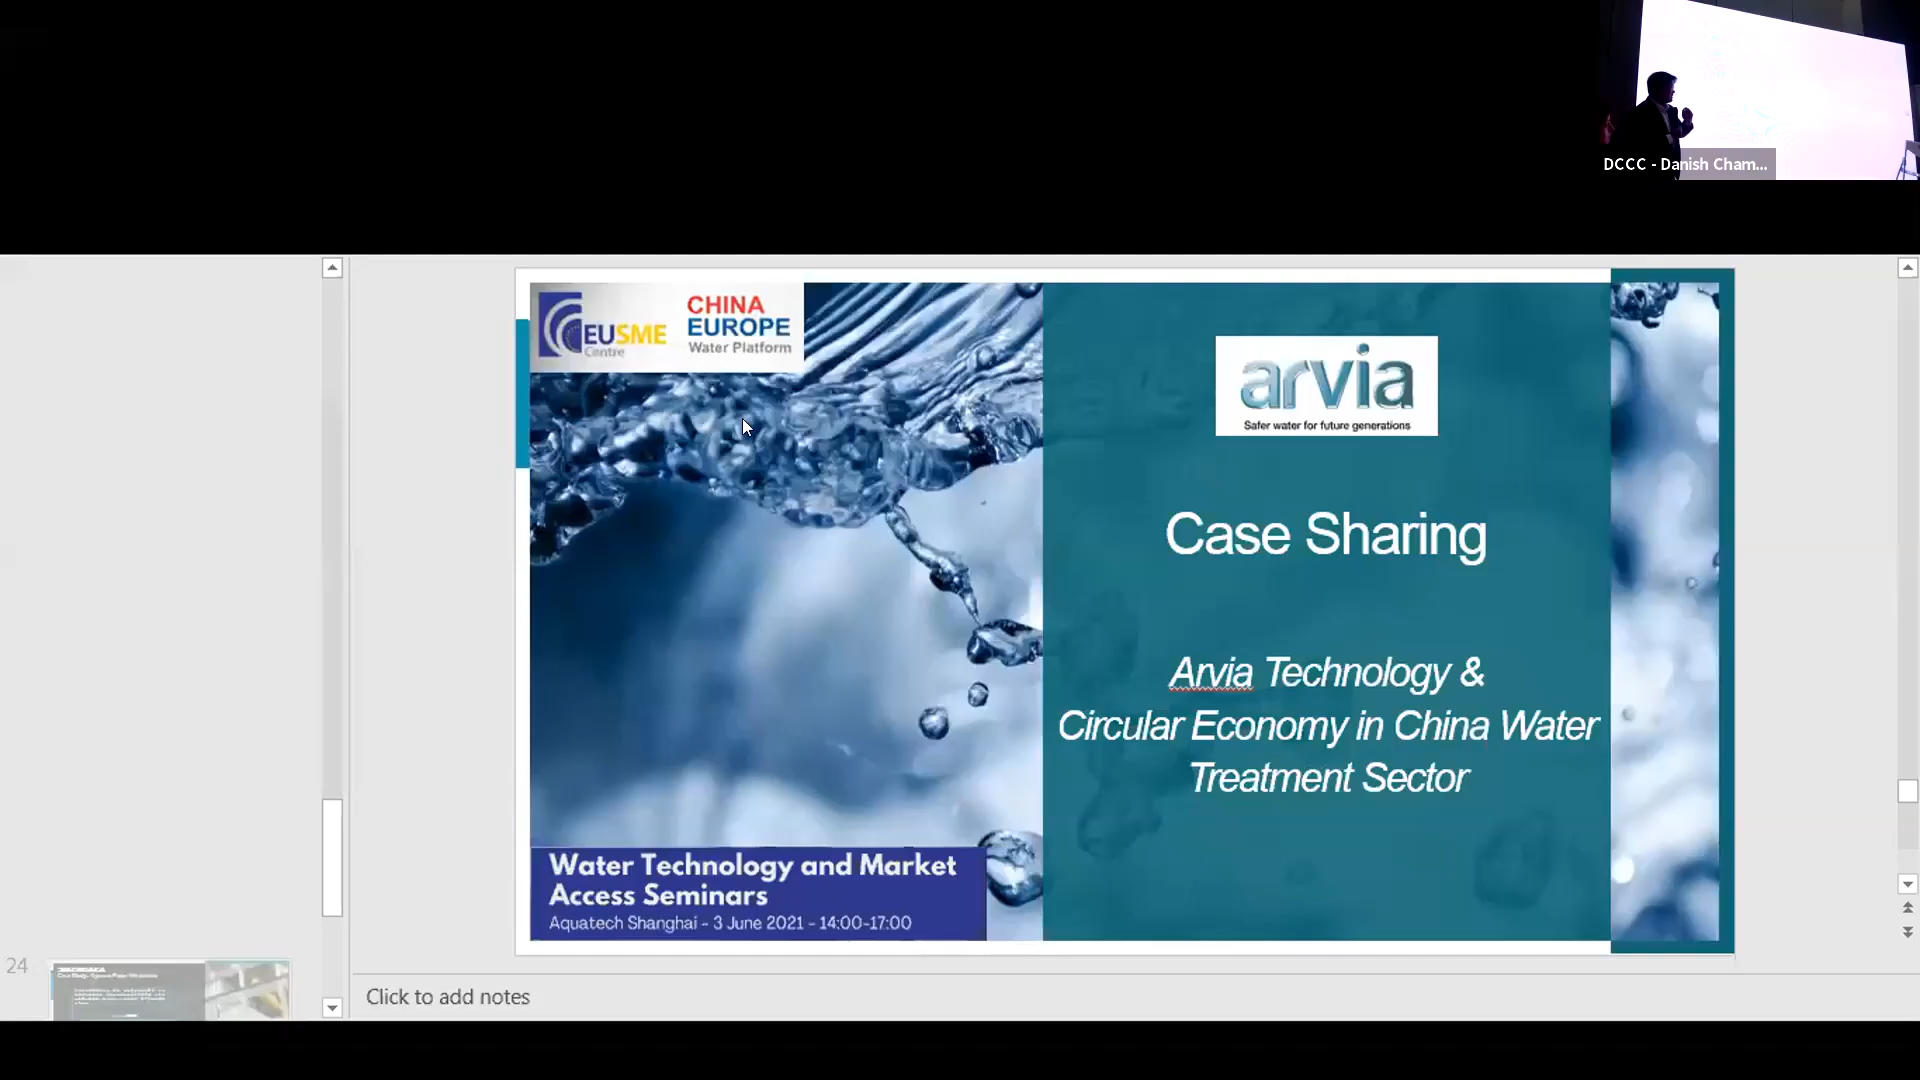 DCCC - Danish Cham...
EUSME
Centre
CHINA
EUROPE
Water Platform
arvia
Safer water for future generations
Case Sharing
Arvia Technology &
Circular Economy in China Water
Treatment Sector
Water Technology and Market
Access Seminars
Aquatech Shanghai - 3 June 2021 - 14:00-17:00
24
Click to add notes